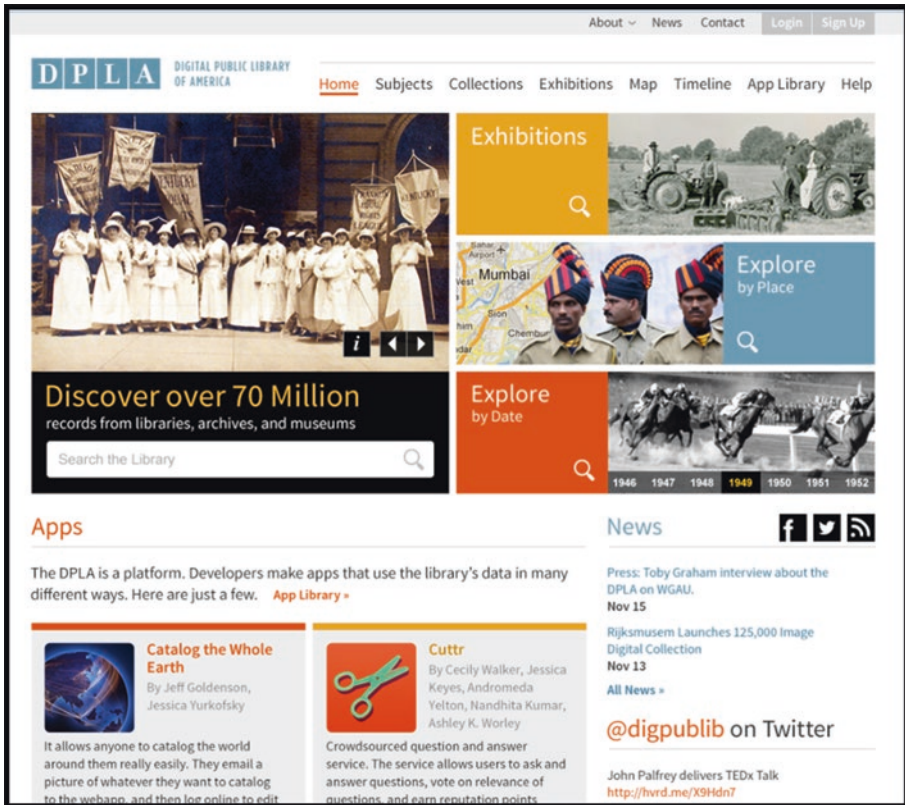 About News Contact Login Sign Up
DPLA
DIGITAL PUBLIC LIBRARY
OF AMERICA
Home Subjects Collections Exhibitions Map Timeline App Library Help
KENTUCKY
Exhibitions
Sahar
Airport
West
Mumbai
Sion
Chembur
Explore
by Place
i
Discover over 70 Million
records from libraries, archives, and museums
Search the Library
Explore
by Date
1946 1947 1948 1949 1950 1951 1952
Apps
The DPLA is a platform. Developers make apps that use the library's data in many
different ways. Here are just a few. App Library »
Catalog the Whole
Earth
By Jeff Goldenson,
Jessica Yurkofsky
It allows anyone to catalog the world
around them really easily. They email a
picture of whatever they want to catalog
to the webapp, and then log online to edit
Cuttr
By Cecily Walker, Jessica
Keyes, Andromeda
Yelton, Nandhita Kumar,
Ashley K. Worley
Crowdsourced question and answer
service. The service allows users to ask and
answer questions, vote on relevance of
questions, and earn reputation points
News
Press: Toby Graham interview about the
DPLA on WGAU.
Nov 15
Rijksmusem Launches 125,000 Image
Digital Collection
Nov 13
All News »
@digpublib on Twitter
John Palfrey delivers TEDx Talk
http://hvrd.me/X9Hdn7